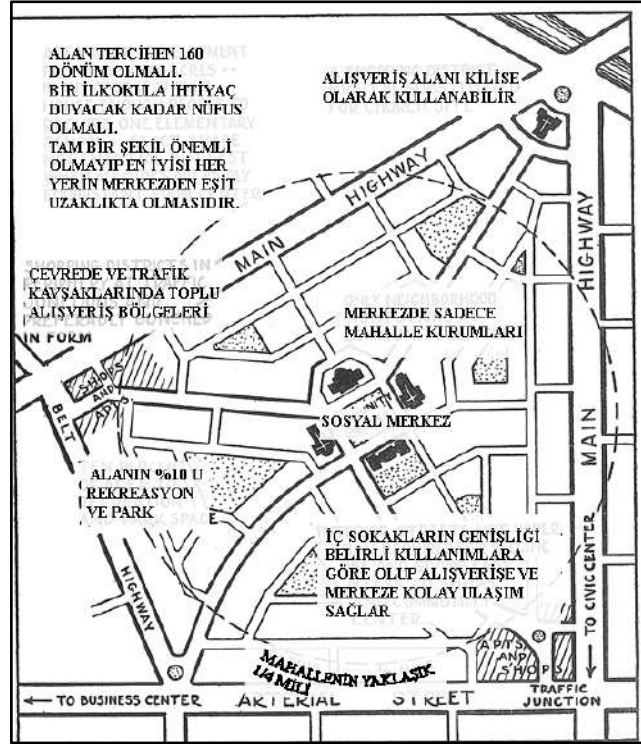 ALAN TERCİHEN 160
DÖNÜM OLMALI.
BİR İLKOKULA İHTİYAÇ
DUYACAK KADAR NÜFUS
OLMALI.
TAM BİR ŞEKİL ÖNEMLİ
OLMAYIP EN İYİSİ HER
YERİN MERKEZDEN EŞİT
UZAKLIKTA OLMASIDIR.
ALIŞVERİŞ ALANI KİLİSE
OLARAK KULLANABİLİR
MAIN HIGHWAY
HIGHWAY
MAIN
ÇEVREDE VE TRAFİK
KAVŞAKLARINDA TOPLU
ALIŞVERİŞ BÖLGELERİ
IN FORM
MERKEZDE SADECE
MAHALLE KURUMLARI
SHOPS
AND
APTS
BELT
HIGHWAY
SOSYAL MERKEZ
ALANIN %10 U
REKREASYON
VE PARK
İÇ SOKAKLARIN GENİŞLİĞİ
BELİRLİ KULLANIMLARA
GÖRE OLUP ALIŞVERİŞE VE
MERKEZE KOLAY ULAŞIM
SAĞLAR
TO CIVIC CENTER
MAHALLENİN YAKLAŞIK
1/4 MİLİ
APTS
AND
SHOPS
TO BUSINESS CENTER
ARTERIAL STREET
TRAFFIC
JUNCTION